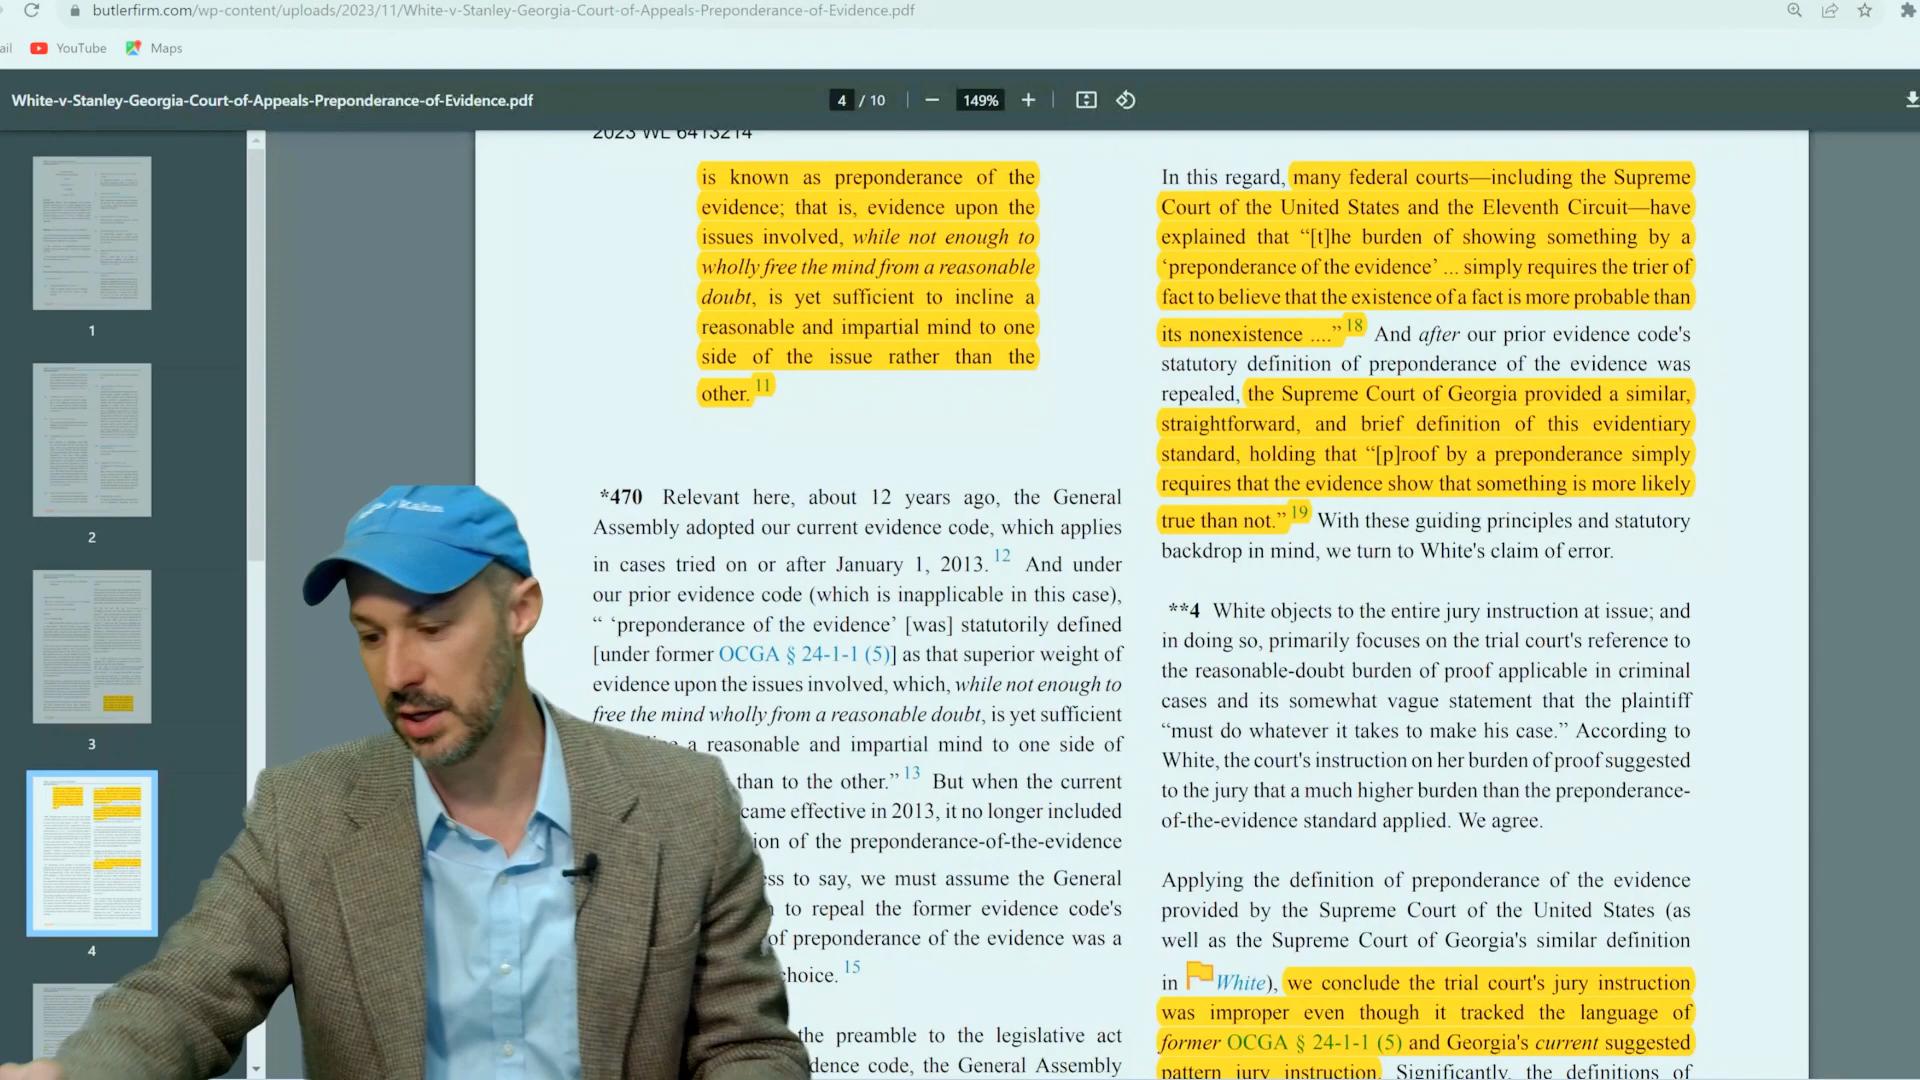 butlerfirm.com/wp-content/uploads/2023/11/White-v-Stanley-Georgia-Court-of-Appeals-Preponderance-of-Evidence.pdf
ail YouTube Maps
White-v-Stanley-Georgia-Court-of-Appeals-Preponderance-of-Evidence.pdf
4 / 10 149%
1
2
3
4
2023 WL 6413214
is known as preponderance of the
evidence; that is, evidence upon the
issues involved, while not enough to
wholly free the mind from a reasonable
doubt, is yet sufficient to incline a
reasonable and impartial mind to one
side of the issue rather than the
other. 11
*470 Relevant here, about 12 years ago, the General
Assembly adopted our current evidence code, which applies
in cases tried on or after January 1, 2013. 12 And under
our prior evidence code (which is inapplicable in this case),
“ ‘preponderance of the evidence’ [was] statutorily defined
[under former OCGA § 24-1-1 (5)] as that superior weight of
evidence upon the issues involved, which, while not enough to
free the mind wholly from a reasonable doubt, is yet sufficient
a reasonable and impartial mind to one side of
than to the other.” 13 But when the current
came effective in 2013, it no longer included
ion of the preponderance-of-the-evidence
ess to say, we must assume the General
to repeal the former evidence code's
of preponderance of the evidence was a
choice. 15
the preamble to the legislative act
dence code, the General Assembly
In this regard, many federal courts—including the Supreme
Court of the United States and the Eleventh Circuit—have
explained that “[t]he burden of showing something by a
‘preponderance of the evidence’ ... simply requires the trier of
fact to believe that the existence of a fact is more probable than
its nonexistence ....” 18 And after our prior evidence code's
statutory definition of preponderance of the evidence was
repealed, the Supreme Court of Georgia provided a similar,
straightforward, and brief definition of this evidentiary
standard, holding that “[p]roof by a preponderance simply
requires that the evidence show that something is more likely
true than not.” 19 With these guiding principles and statutory
backdrop in mind, we turn to White's claim of error.
**4 White objects to the entire jury instruction at issue; and
in doing so, primarily focuses on the trial court's reference to
the reasonable-doubt burden of proof applicable in criminal
cases and its somewhat vague statement that the plaintiff
“must do whatever it takes to make his case.” According to
White, the court's instruction on her burden of proof suggested
to the jury that a much higher burden than the preponderance-
of-the-evidence standard applied. We agree.
Applying the definition of preponderance of the evidence
provided by the Supreme Court of the United States (as
well as the Supreme Court of Georgia's similar definition
in White), we conclude the trial court's jury instruction
was improper even though it tracked the language of
former OCGA § 24-1-1 (5) and Georgia's current suggested
pattern jury instruction. Significantly, the definitions of